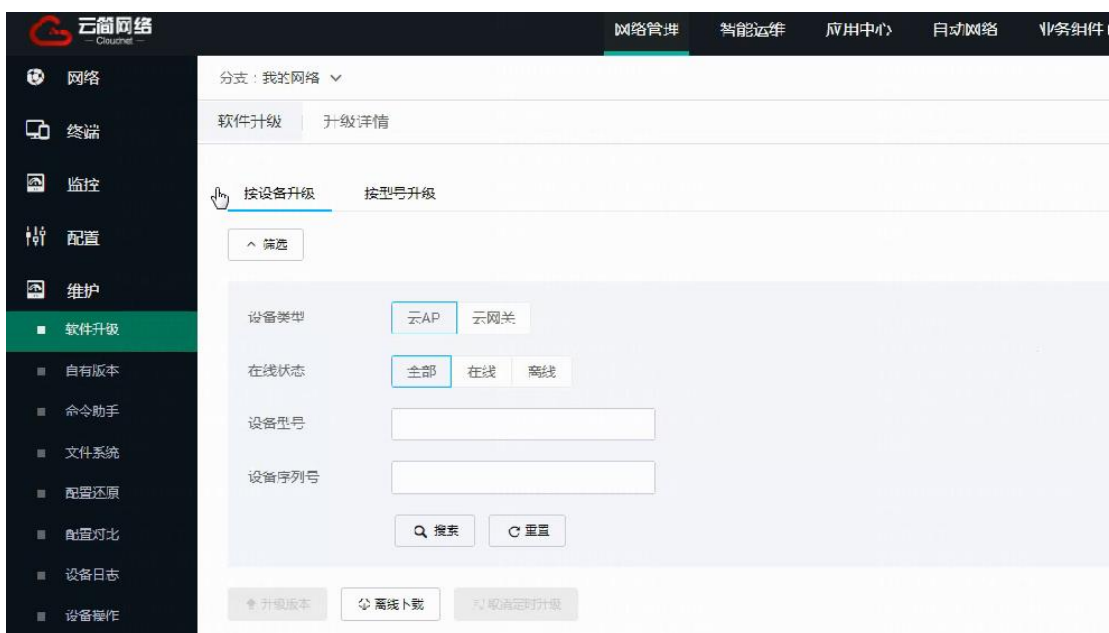 云简网络
— Cloudnet —
网络管理 智能运维 应用中心 自动网络 业务组件
网络
终端
监控
配置
维护
软件升级
自有版本
命令助手
文件系统
配置还原
配置对比
设备日志
设备操作
分支：我的网络
软件升级 升级详情
按设备升级 按型号升级
筛选
设备类型 云AP 云网关
在线状态 全部 在线 离线
设备型号
设备序列号
搜索 重置
升级版本 离线下载 取消定时升级